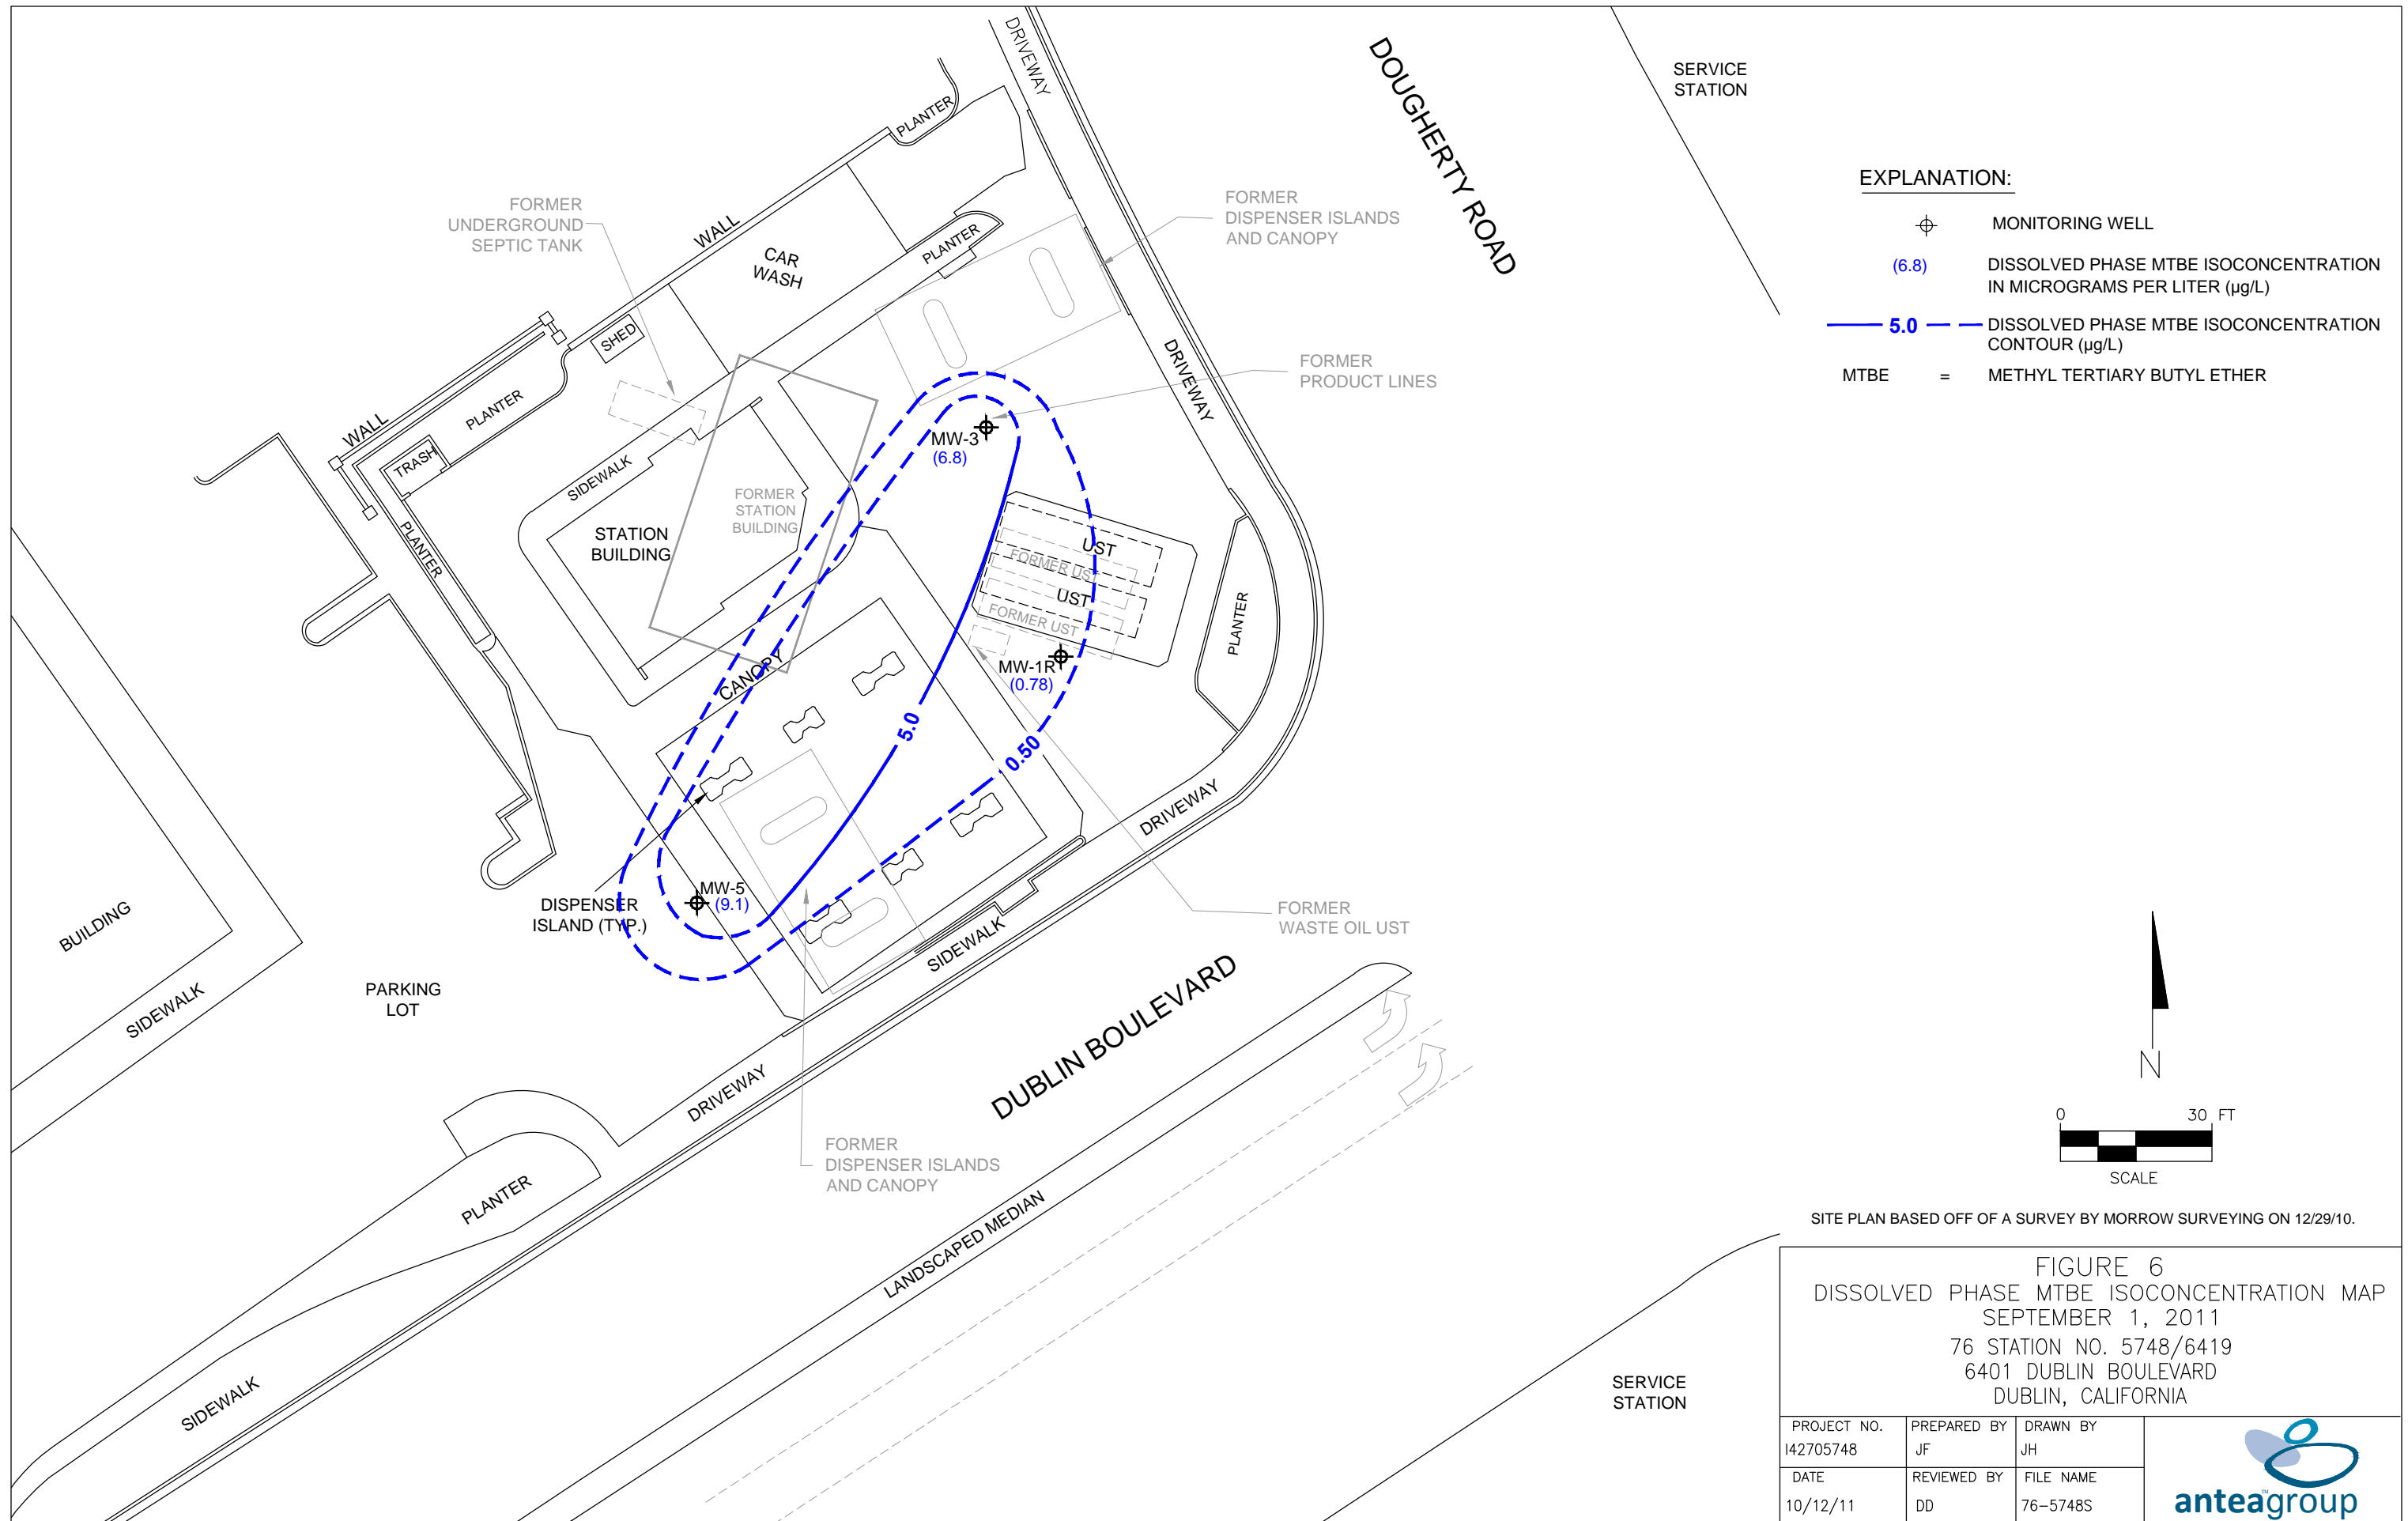 DRIVEWAY
DOUGHERTY ROAD
SERVICE
STATION
PLANTER
FORMER
UNDERGROUND
SEPTIC TANK
WALL
CAR
WASH
PLANTER
FORMER
DISPENSER ISLANDS
AND CANOPY
EXPLANATION:
MONITORING WELL
(6.8) DISSOLVED PHASE MTBE ISOCONCENTRATION
IN MICROGRAMS PER LITER (µg/L)
5.0 DISSOLVED PHASE MTBE ISOCONCENTRATION
CONTOUR (µg/L)
MTBE = METHYL TERTIARY BUTYL ETHER
SHED
DRIVEWAY
FORMER
PRODUCT LINES
WALL
PLANTER
TRASH
SIDEWALK
MW-3
(6.8)
PLANTER
STATION
BUILDING
FORMER
STATION
BUILDING
UST
FORMER UST
UST
FORMER UST
PLANTER
MW-1R
(0.78)
CANOPY
5.0
0.50
DRIVEWAY
MW-5
(9.1)
DISPENSER
ISLAND (TYP.)
FORMER
WASTE OIL UST
BUILDING
SIDEWALK
SIDEWALK
PARKING
LOT
DUBLIN BOULEVARD
DRIVEWAY
FORMER
DISPENSER ISLANDS
AND CANOPY
PLANTER
LANDSCAPED MEDIAN
SIDEWALK
SERVICE
STATION
N
0 30 FT
SCALE
SITE PLAN BASED OFF OF A SURVEY BY MORROW SURVEYING ON 12/29/10.
FIGURE 6
DISSOLVED PHASE MTBE ISOCONCENTRATION MAP
SEPTEMBER 1, 2011
76 STATION NO. 5748/6419
6401 DUBLIN BOULEVARD
DUBLIN, CALIFORNIA
PROJECT NO. PREPARED BY DRAWN BY
I42705748 JF JH
DATE REVIEWED BY FILE NAME
10/12/11 DD 76-5748S
anteagroup™